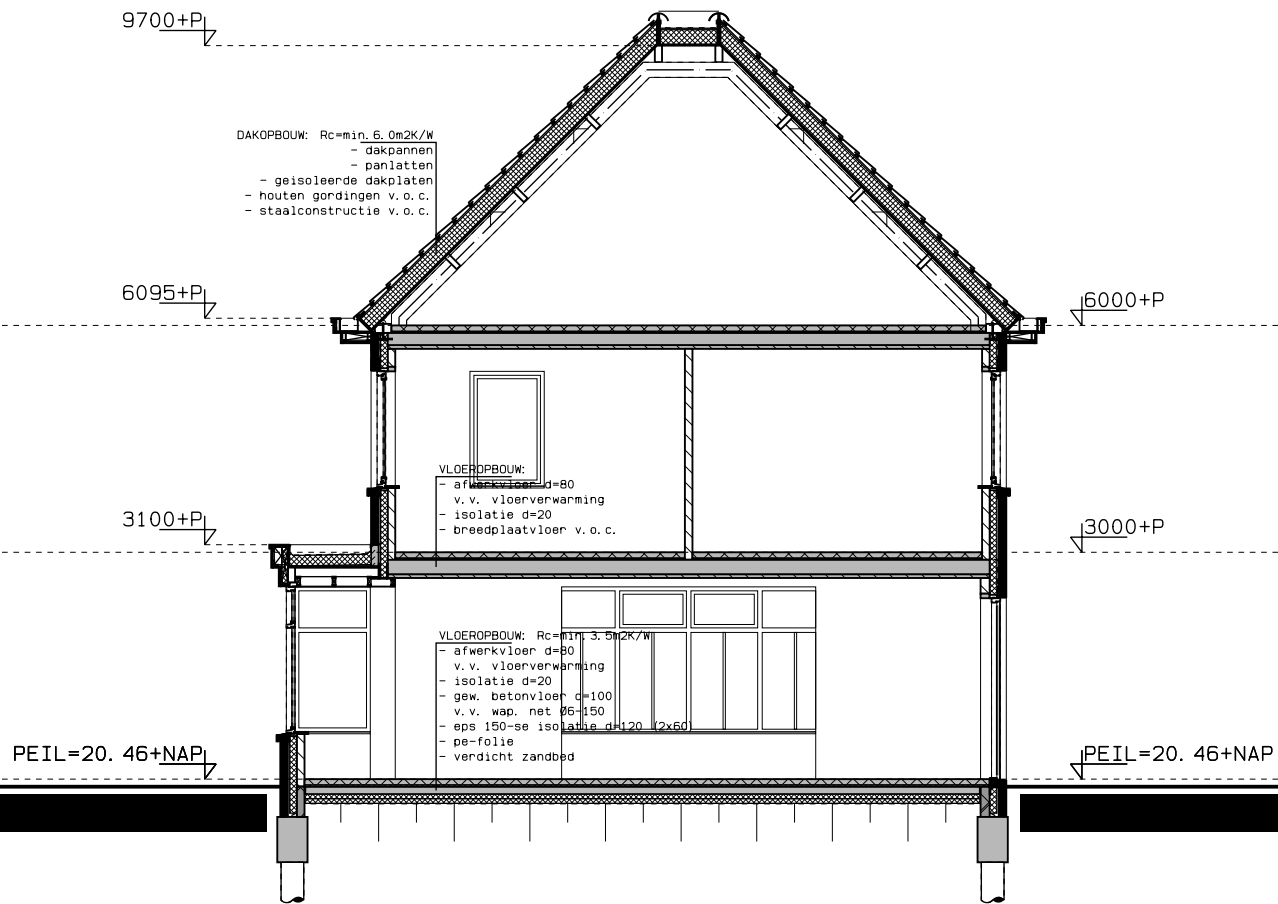 9700+P
DAKOPBOUW: Rc=min. 6.0m2K/W
- dakpannen
- panlatten
- geisoleerde dakplaten
- houten gordingen v.o.c.
- staalconstructie v.o.c.
6095+P
6000+P
VLOEROPBOUW:
- afwerkvloer d=80
v.v. vloerverwarming
- isolatie d=20
- breedplaatvloer v.o.c.
3100+P
3000+P
VLOEROPBOUW: Rc=min. 3.5m2K/W
- afwerkvloer d=80
v.v. vloerverwarming
- isolatie d=20
- gew. betonvloer d=100
v.v. wap. net Ø6-150
- eps 150-se isolatie d=120 (2x60)
- pe-folie
- verdicht zandbed
PEIL=20.46+NAP
PEIL=20.46+NAP